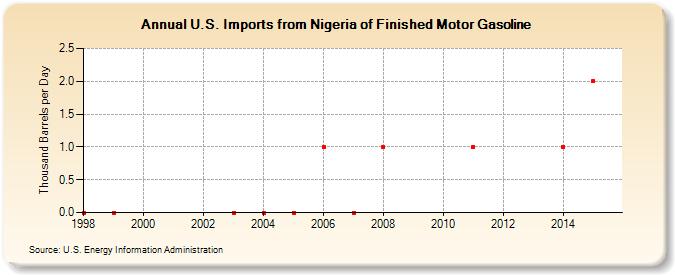 Annual U.S. Imports from Nigeria of Finished Motor Gasoline
Thousand Barrels per Day
2.5
2.0
1.5
1.0
0.5
0.0
1998 2000 2002 2004 2006 2008 2010 2012 2014
Source: U.S. Energy Information Administration